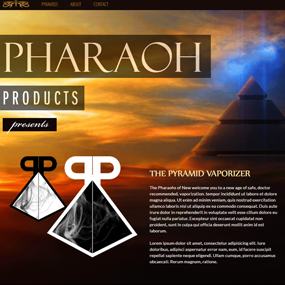 PYRAMIDS ABOUT CONTACT
PHARAOH
PRODUCTS
presents
THE PYRAMID VAPORIZER
The Pharaohs of New welcome you to a new age of safe, doctor
recommended, vaporization. tempor incididunt ut labore et dolore
magna aliqua. Ut enim ad minim veniam, quis nostrud exercitation
ullamco laboris nisi ut aliquip ex ea commodo consequat. Duis aute
irure dolor in reprehenderit in voluptate velit esse cillum dolore eu
fugiat nulla pariatur. Excepteur sint occaecat cupidatat non
proident, sunt in culpa qui officia deserunt mollit anim id est
laborum.
Lorem ipsum dolor sit amet, consectetur adipisicing elit. Iure
doloribus, adipisci aspernatur error nam, id facere sed ea suscipit
repellat sapiente neque eligendi. Ullam cumque, porro accusamus
obcaecati. Rerum magnam, ratione.